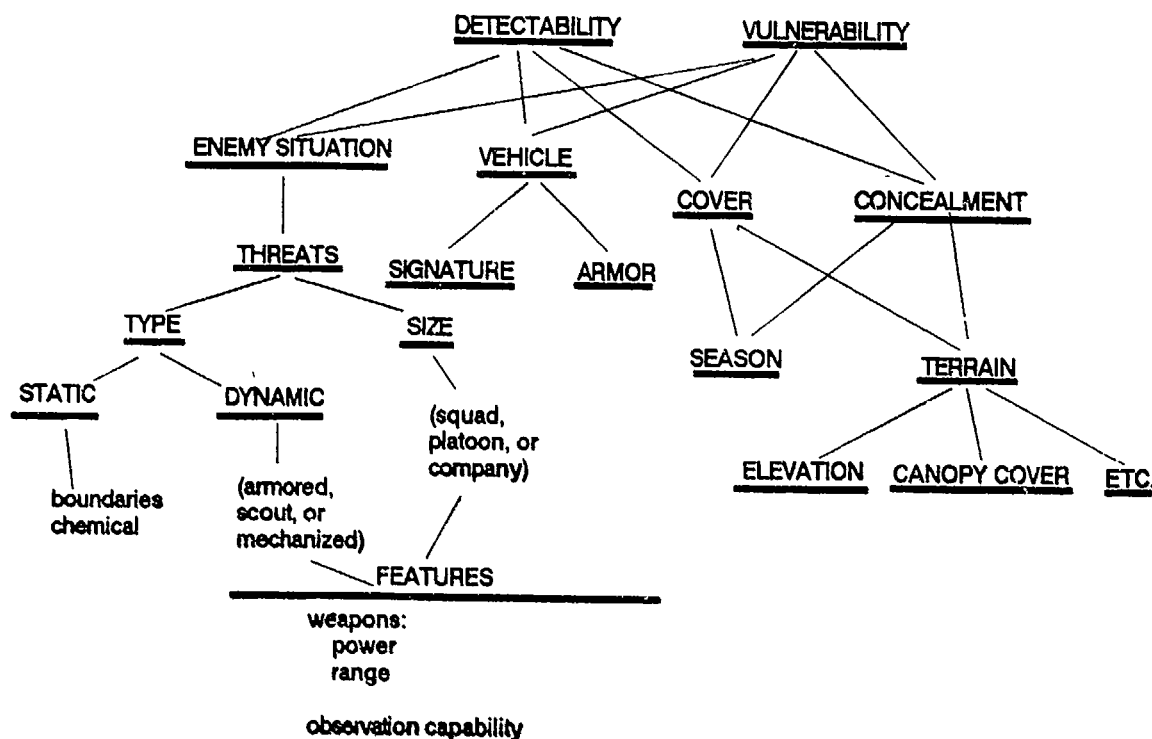 DETECTABILITY
VULNERABILITY
ENEMY SITUATION
VEHICLE
COVER
CONCEALMENT
THREATS
SIGNATURE
ARMOR
TYPE
SIZE
SEASON
TERRAIN
STATIC
DYNAMIC
(squad,
platoon, or
company)
ELEVATION
CANOPY COVER
ETC.
boundaries
chemical
(armored,
scout, or
mechanized)
FEATURES
weapons:
power
range
observation capability